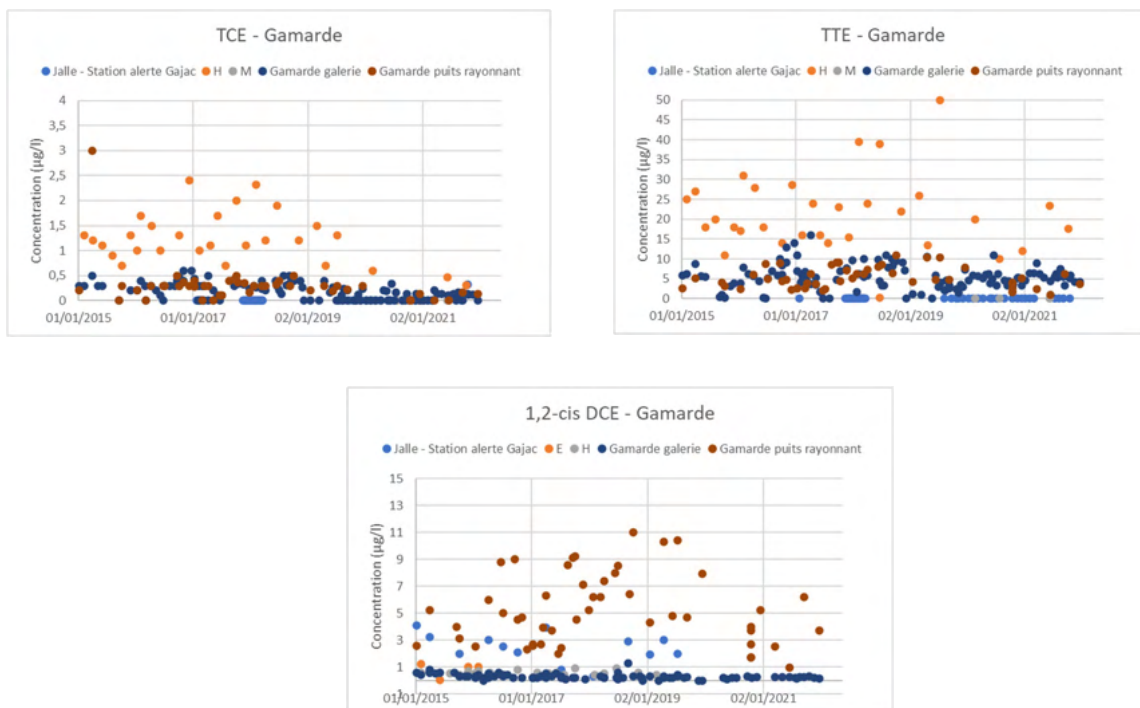 TCE - Gamarde
Jalle - Station alerte Gajac H M Gamarde galerie Gamarde puits rayonnant
Concentration (µg/l)
4
3,5
3
2,5
2
1,5
1
0,5
0
01/01/2015 01/01/2017 02/01/2019 02/01/2021
TTE - Gamarde
Jalle - Station alerte Gajac H M Gamarde galerie Gamarde puits rayonnant
Concentration (µg/l)
50
45
40
35
30
25
20
15
10
5
0
01/01/2015 01/01/2017 02/01/2019 02/01/2021
1,2-cis DCE - Gamarde
Jalle - Station alerte Gajac E H Gamarde galerie Gamarde puits rayonnant
Concentration (µg/l)
15
13
11
9
7
5
3
1
-1
01/01/2015 01/01/2017 02/01/2019 02/01/2021